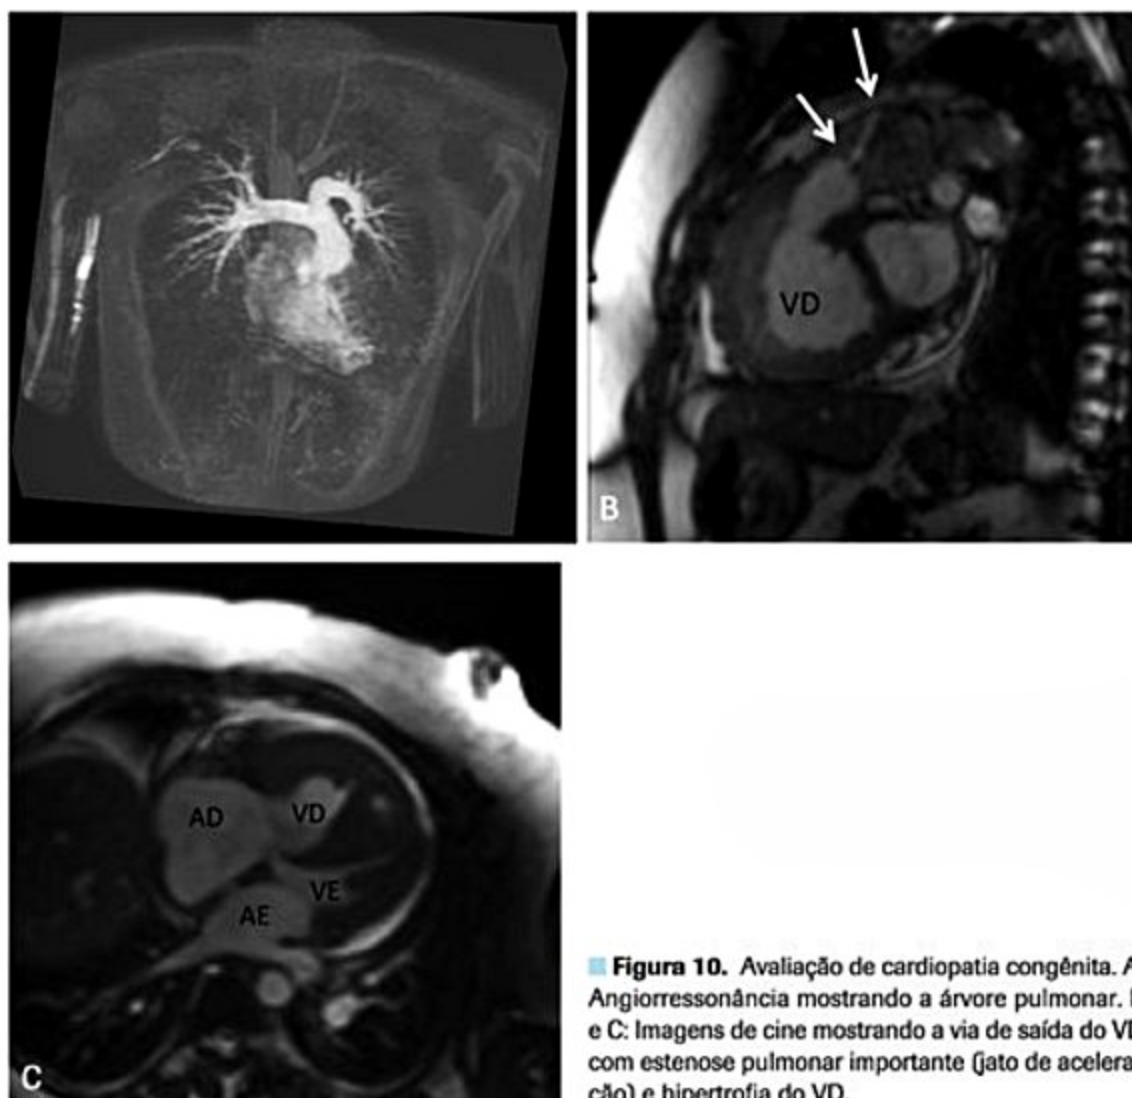 VD
B
AD
VD
VE
AE
C
Figura 10. Avaliação de cardiopatia congênita. A
Angiorressonância mostrando a árvore pulmonar.
e C: Imagens de cine mostrando a via de saída do VD
com estenose pulmonar importante (jato de acelera
ção) e hipertrofia do VD.